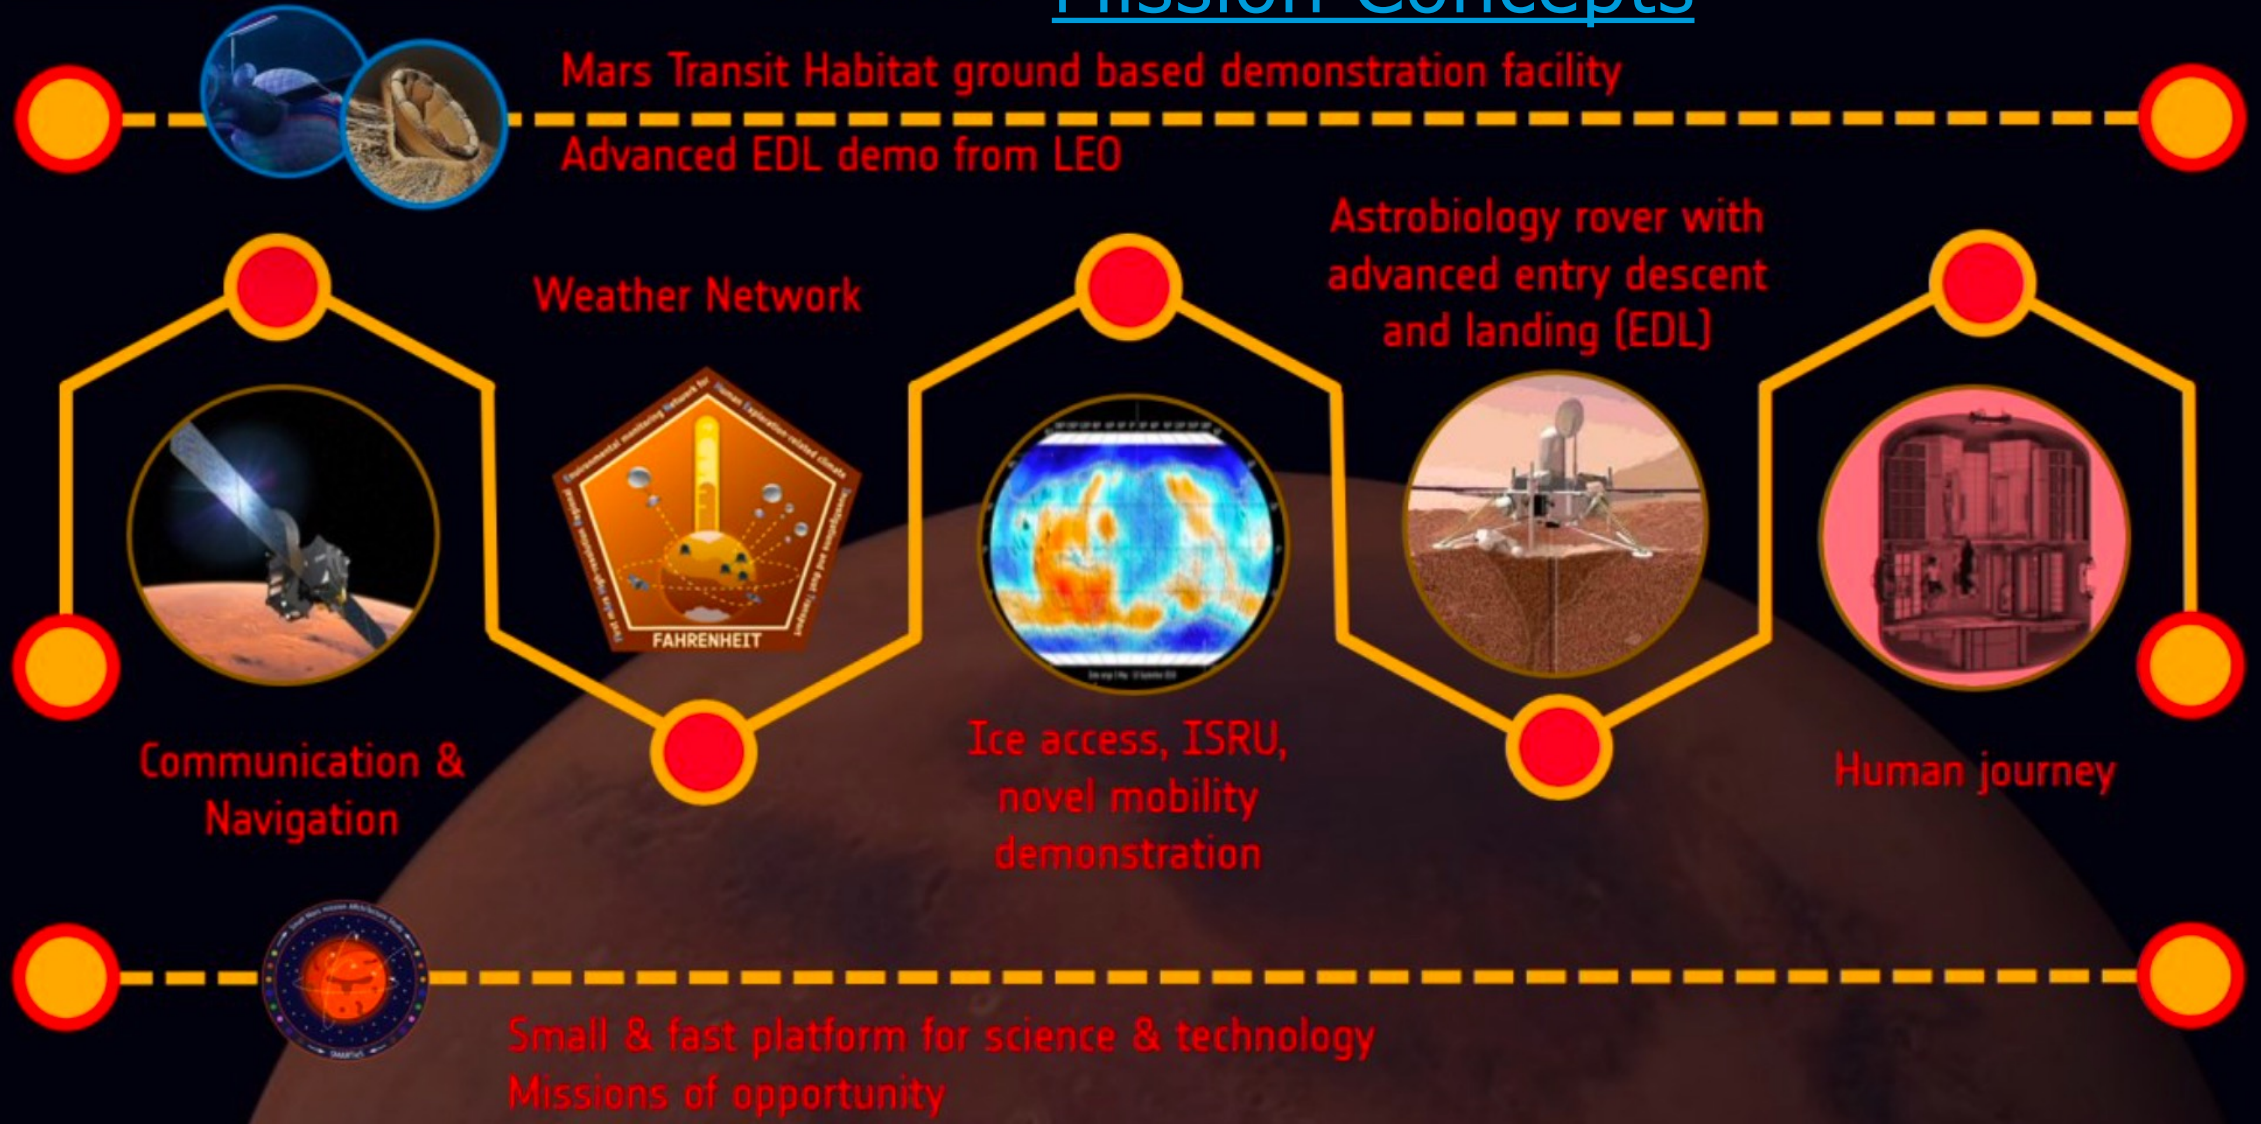 Mission Concepts
Mars Transit Habitat ground based demonstration facility
Advanced EDL demo from LEO
Astrobiology rover with
advanced entry descent
and landing (EDL)
Weather Network
FAHRENHEIT
Communication &
Navigation
Ice access, ISRU,
novel mobility
demonstration
Human journey
Small & fast platform for science & technology
Missions of opportunity